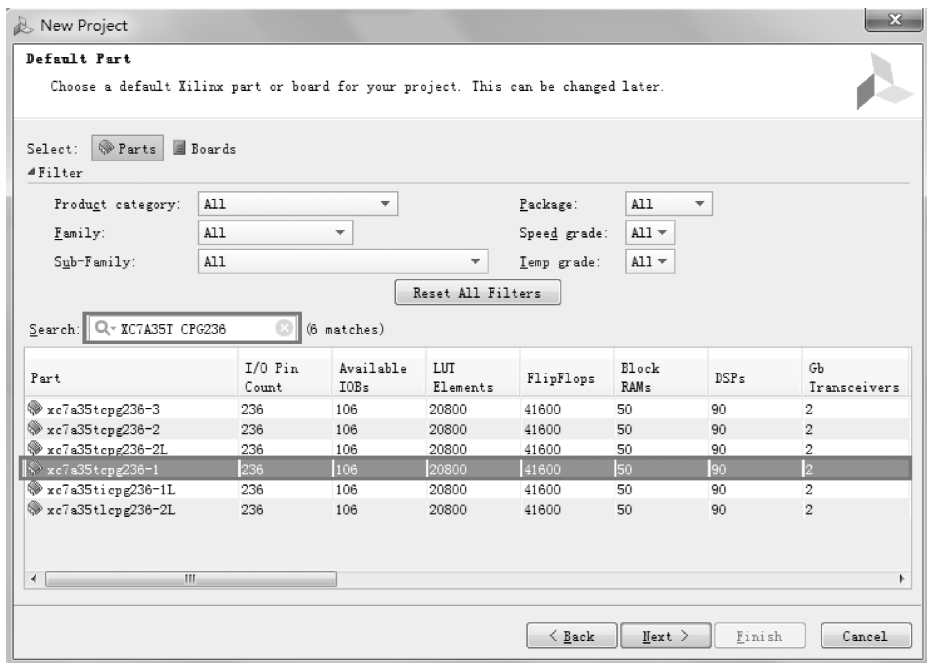 New Project
Default Part
Choose a default Xilinx part or board for your project. This can be changed later.
Select: Parts Boards
Filter
Product category: All Package: All
Family: All Speed grade: All
Sub-Family: All Temp grade: All
Reset All Filters
Search: XC7A35T CPG236 (6 matches)
Part I/O Pin Count Available IOBs LUT Elements FlipFlops Block RAMs DSPs Gb Transceivers
xc7a35tcpg236-3 236 106 20800 41600 50 90 2
xc7a35tcpg236-2 236 106 20800 41600 50 90 2
xc7a35tcpg236-2L 236 106 20800 41600 50 90 2
xc7a35tcpg236-1 236 106 20800 41600 50 90 2
xc7a35ticpg236-1L 236 106 20800 41600 50 90 2
xc7a35tlcpg236-2L 236 106 20800 41600 50 90 2
< Back Next > Finish Cancel